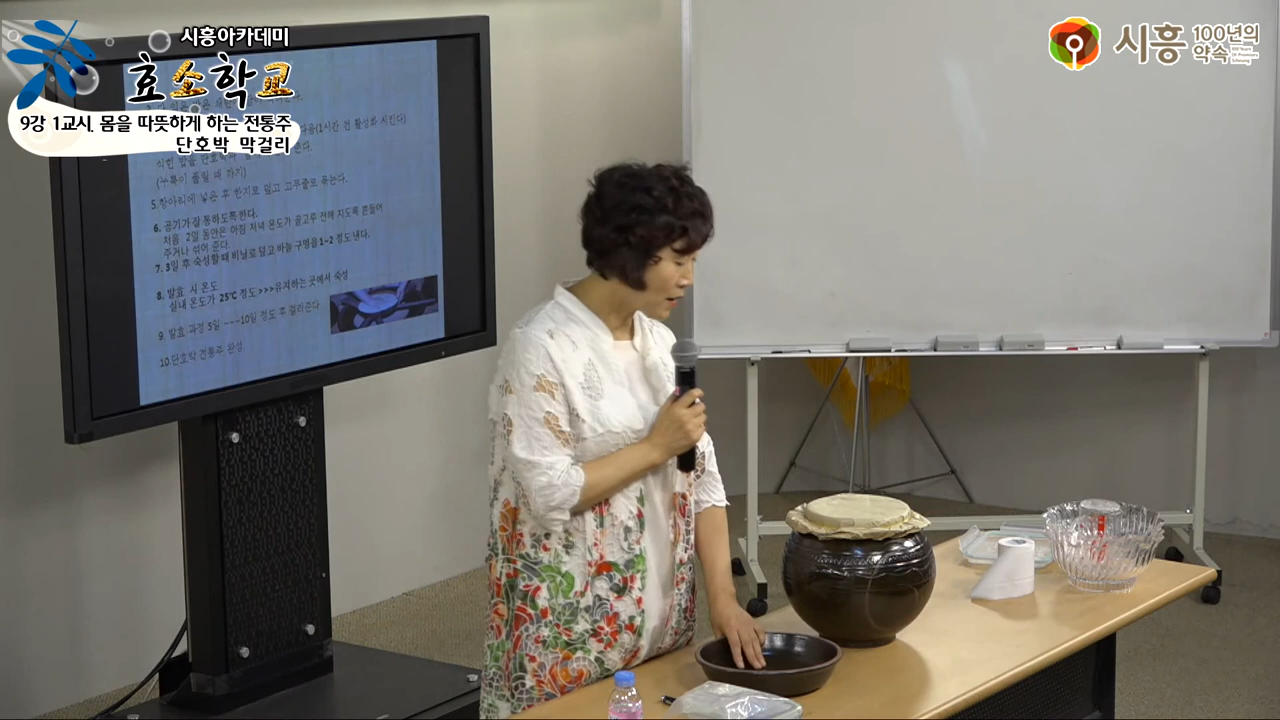 시흥아카데미
효소학교
9강 1교시. 몸을 따뜻하게 하는 전통주
단호박 막걸리
시흥 100년의
약속
(누룩이 풀릴 때 까지)
5.항아리에 넣은 후 한지로 덮고 고무줄로 묶는다.
6. 공기가 잘 통하도록 한다.
처음 2일 동안은 아침 저녁 온도가 골고루 전해 지도록 흔들어
주거나 섞어 준다.
7. 3일 후 숙성할 때 비닐로 덮고 바늘 구멍을 1~2 정도 낸다.
8. 발효 시 온도
실내 온도가 25℃ 정도>>>유지하는 곳에서 숙성
9. 발효 과정 5일 ~~~10일 정도 후 걸러준다
10.단호박 전통주 완성